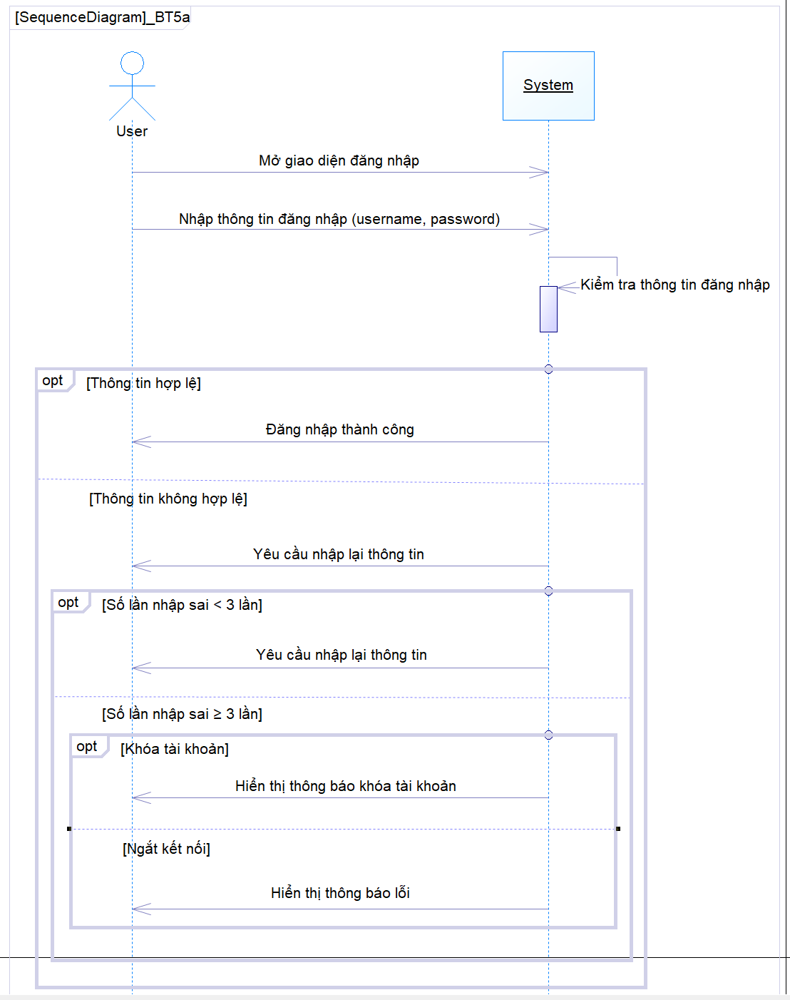 [SequenceDiagram]_BT5a
System
User
Mở giao diện đăng nhập
Nhập thông tin đăng nhập (username, password)
Kiểm tra thông tin đăng nhập
opt
[Thông tin hợp lệ]
Đăng nhập thành công
[Thông tin không hợp lệ]
Yêu cầu nhập lại thông tin
opt
[Số lần nhập sai < 3 lần]
Yêu cầu nhập lại thông tin
[Số lần nhập sai ≥ 3 lần]
opt
[Khóa tài khoản]
Hiển thị thông báo khóa tài khoản
[Ngắt kết nối]
Hiển thị thông báo lỗi